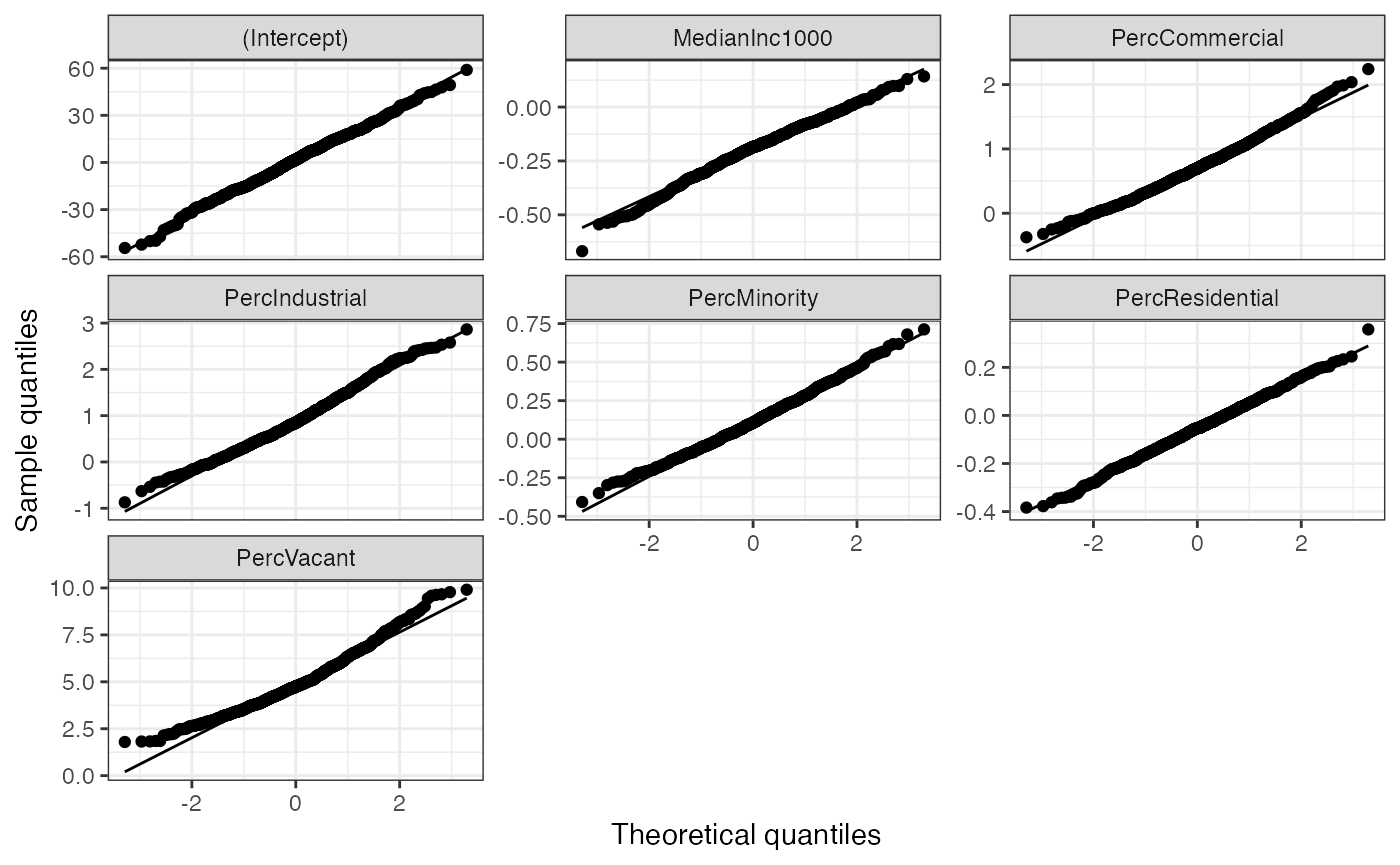 (Intercept)
MedianInc1000
PercCommercial
60
30
0
-30
-60
0.00
-0.25
-0.50
2
1
0
PercIndustrial
PercMinority
PercResidential
3
2
1
0
-1
0.75
0.50
0.25
0.00
-0.25
-0.50
0.2
0.0
-0.2
-0.4
-2 0 2
-2 0 2
PercVacant
10.0
7.5
5.0
2.5
0.0
-2 0 2
Sample quantiles
Theoretical quantiles